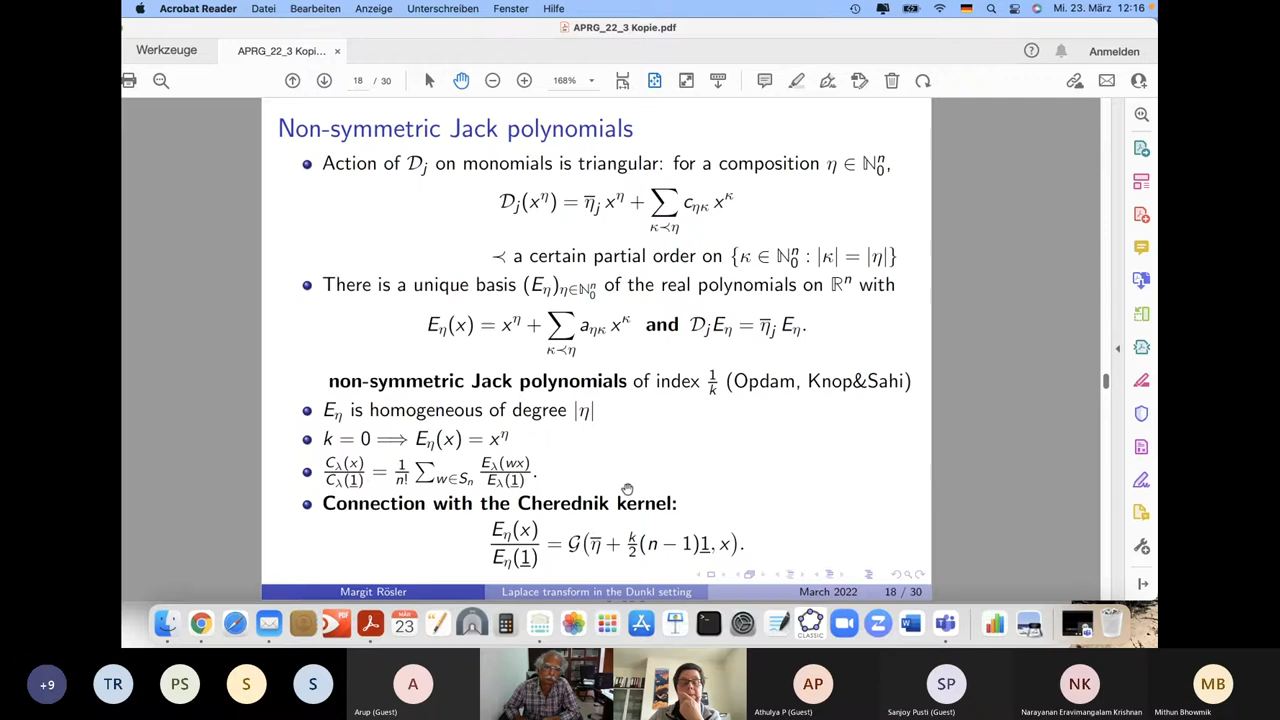 Acrobat Reader Datei Bearbeiten Anzeige Unterschreiben Fenster Hilfe Mi. 23. März 12:16
APRG_22_3 Kopie.pdf
Werkzeuge APRG_22_3 Kopi... × Anmelden
18 / 30 168%
Non-symmetric Jack polynomials
Action of 𝒟_j on monomials is triangular: for a composition η ∈ ℕ₀ⁿ,
𝒟_j(x^η) = η̄_j x^η + ∑_{κ≺η} c_{ηκ} x^κ
≺ a certain partial order on {κ ∈ ℕ₀ⁿ : |κ| = |η|}
There is a unique basis (E_η)_{η∈ℕ₀ⁿ} of the real polynomials on ℝⁿ with
E_η(x) = x^η + ∑_{κ≺η} a_{ηκ} x^κ and 𝒟_j E_η = η̄_j E_η.
non-symmetric Jack polynomials of index 1/k (Opdam, Knop&Sahi)
E_η is homogeneous of degree |η|
k = 0 ⟹ E_η(x) = x^η
C_λ(x)/C_λ(1) = 1/n! ∑_{w∈S_n} E_λ(wx)/E_λ(1).
Connection with the Cherednik kernel:
E_η(x)/E_η(1) = 𝒢(η̄ + k/2(n − 1)1, x).
Margit Rösler Laplace transform in the Dunkl setting March 2022 18 / 30
MÄR
23
CLASSIC
+9 TR PS S S A AP SP NK MB
Arup (Guest) Athulya P (Guest) Sanjoy Pusti (Guest) Narayanan Eravimangalam Krishnan Mithun Bhowmik